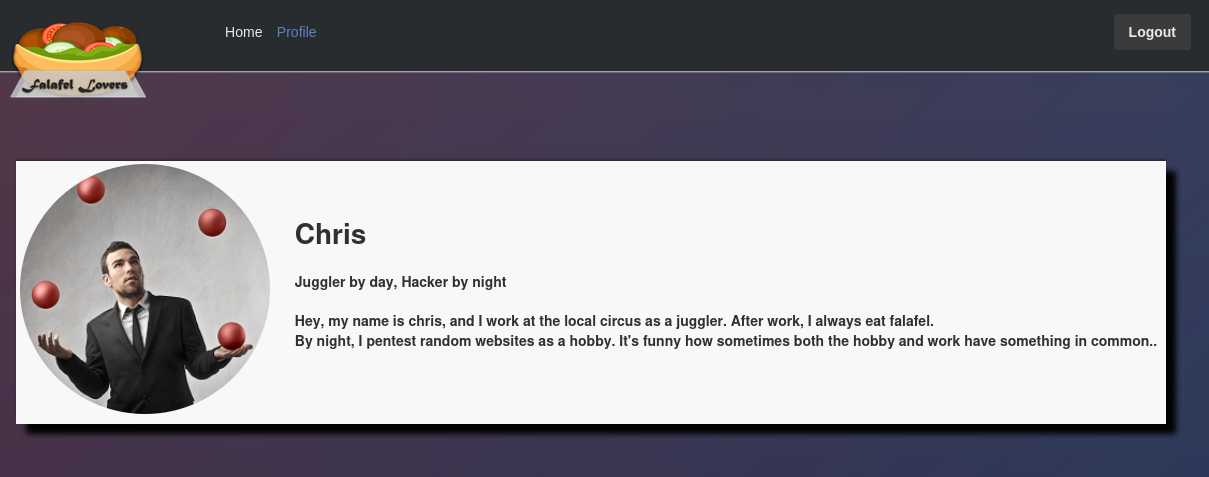 Home Profile Logout
Falafel Lovers
Chris
Juggler by day, Hacker by night
Hey, my name is chris, and I work at the local circus as a juggler. After work, I always eat falafel.
By night, I pentest random websites as a hobby. It's funny how sometimes both the hobby and work have something in common..